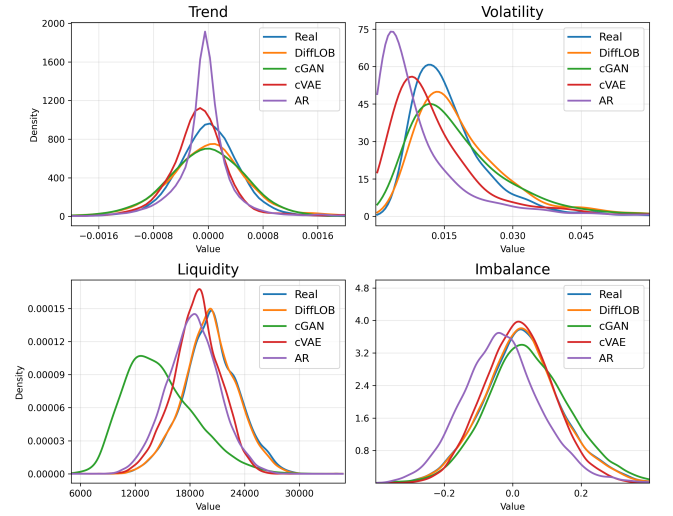 Trend
Density
2000
1600
1200
800
400
0
−0.0016
−0.0008
0.0000
0.0008
0.0016
Value
Real
DiffLOB
cGAN
cVAE
AR
Volatility
75
60
45
30
15
0
0.015
0.030
0.045
Value
Real
DiffLOB
cGAN
cVAE
AR
Liquidity
Density
0.00015
0.00012
0.00009
0.00006
0.00003
0.00000
6000
12000
18000
24000
30000
Value
Real
DiffLOB
cGAN
cVAE
AR
Imbalance
4.8
4.0
3.2
2.4
1.6
0.8
−0.2
0.0
0.2
Value
Real
DiffLOB
cGAN
cVAE
AR